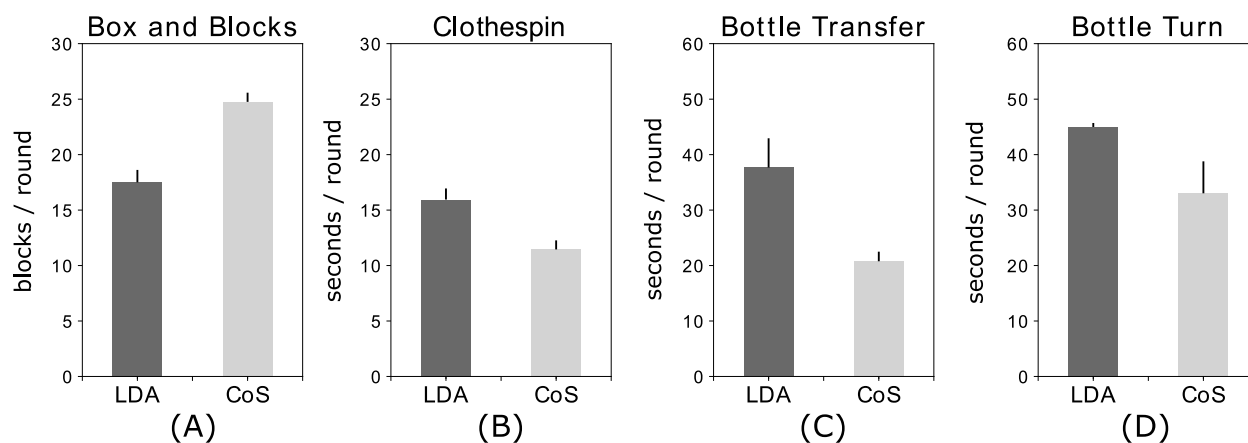 Box and Blocks
Clothespin
Bottle Transfer
Bottle Turn
blocks / round
30
25
20
15
10
5
0
LDA
CoS
(A)
seconds / round
30
25
20
15
10
5
0
LDA
CoS
(B)
seconds / round
60
50
40
30
20
10
0
LDA
CoS
(C)
seconds / round
60
50
40
30
20
10
0
LDA
CoS
(D)